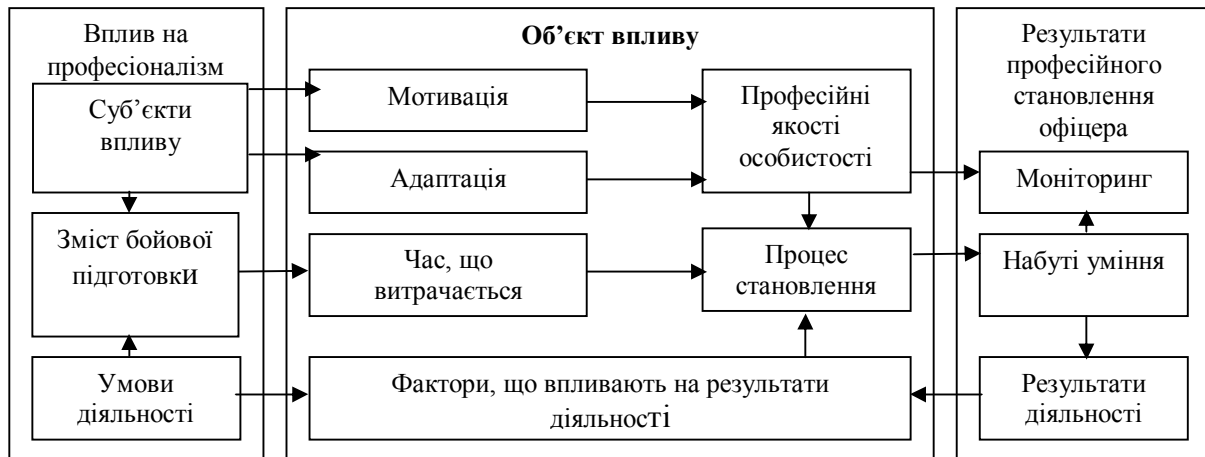 Вплив на
професіоналізм
Суб’єкти
впливу
Зміст бойової
підготовки
Умови
діяльності
Об’єкт впливу
Мотивація
Адаптація
Час, що
витрачається
Професійні
якості
особистості
Процес
становлення
Фактори, що впливають на результати
діяльності
Результати
професійного
становлення
офіцера
Моніторинг
Набуті уміння
Результати
діяльності